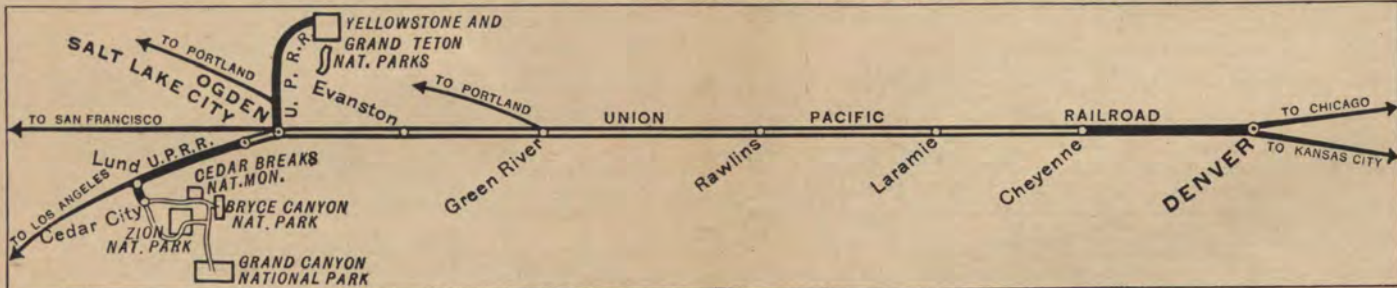 YELLOWSTONE AND
GRAND TETON
NAT. PARKS
U. P. R. R.
TO PORTLAND
SALT LAKE
CITY
OGDEN
Evanston
TO PORTLAND
TO SAN FRANCISCO
UNION PACIFIC RAILROAD
TO CHICAGO
TO KANSAS CITY
Lund
U.P.R.R.
Green River
Rawlins
Laramie
Cheyenne
DENVER
CEDAR BREAKS
NAT. MON.
TO LOS ANGELES
Cedar City
BRYCE CANYON
NAT. PARK
ZION
NAT. PARK
GRAND CANYON
NATIONAL PARK